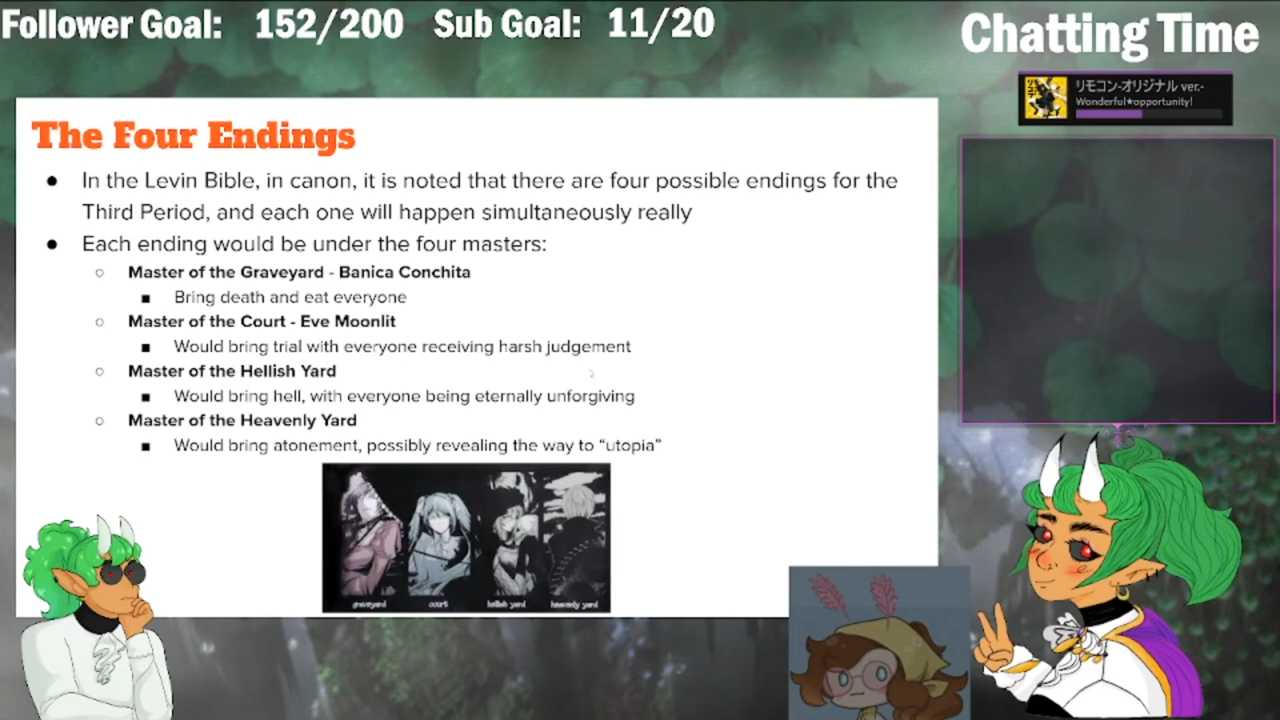 Follower Goal: 152/200 Sub Goal: 11/20
Chatting Time
リモコン-オリジナル ver.-
Wonderful★opportunity!
The Four Endings
● In the Levin Bible, in canon, it is noted that there are four possible endings for the
Third Period, and each one will happen simultaneously really
● Each ending would be under the four masters:
○ Master of the Graveyard - Banica Conchita
■ Bring death and eat everyone
○ Master of the Court - Eve Moonlit
■ Would bring trial with everyone receiving harsh judgement
○ Master of the Hellish Yard
■ Would bring hell, with everyone being eternally unforgiving
○ Master of the Heavenly Yard
■ Would bring atonement, possibly revealing the way to “utopia”
graveyard court hellish yard heavenly yard